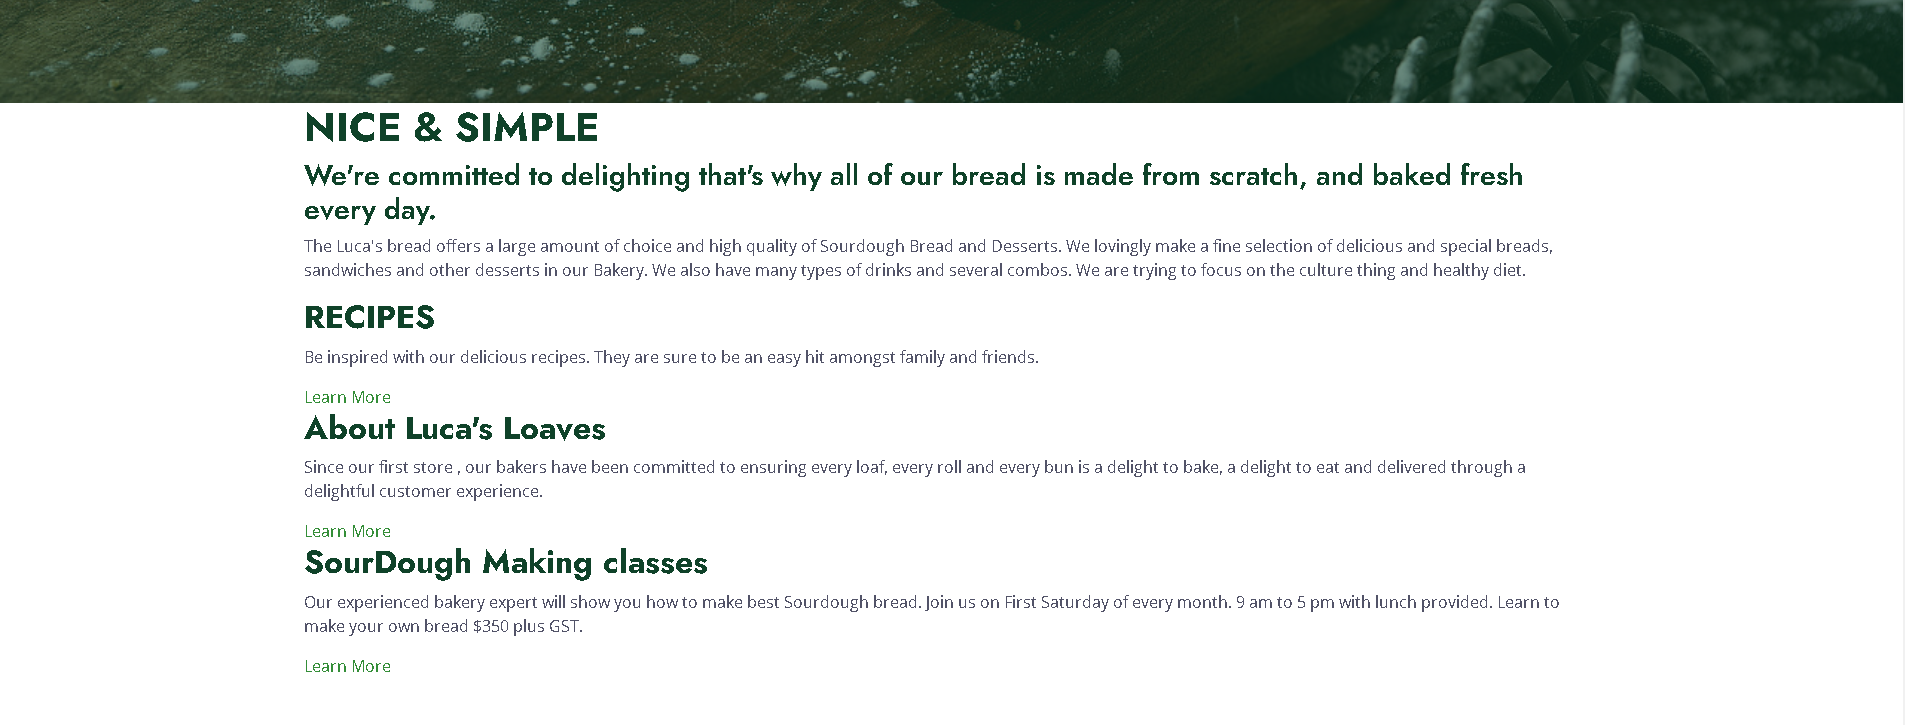 NICE & SIMPLE
We're committed to delighting that's why all of our bread is made from scratch, and baked fresh
every day.
The Luca's bread offers a large amount of choice and high quality of Sourdough Bread and Desserts. We lovingly make a fine selection of delicious and special breads,
sandwiches and other desserts in our Bakery. We also have many types of drinks and several combos. We are trying to focus on the culture thing and healthy diet.
RECIPES
Be inspired with our delicious recipes. They are sure to be an easy hit amongst family and friends.
Learn More
About Luca's Loaves
Since our first store , our bakers have been committed to ensuring every loaf, every roll and every bun is a delight to bake, a delight to eat and delivered through a
delightful customer experience.
Learn More
SourDough Making classes
Our experienced bakery expert will show you how to make best Sourdough bread. Join us on First Saturday of every month. 9 am to 5 pm with lunch provided. Learn to
make your own bread $350 plus GST.
Learn More